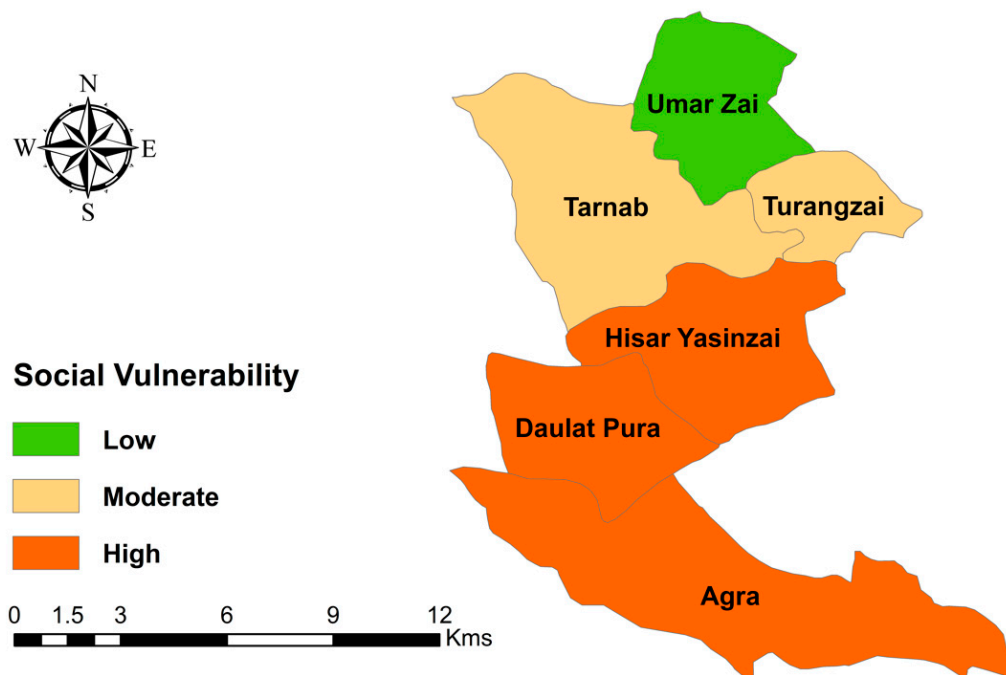 N
W E
S
Umar Zai
Tarnab
Turangzai
Hisar Yasinzai
Daulat Pura
Agra
Social Vulnerability
Low
Moderate
High
0 1.5 3 6 9 12
Kms